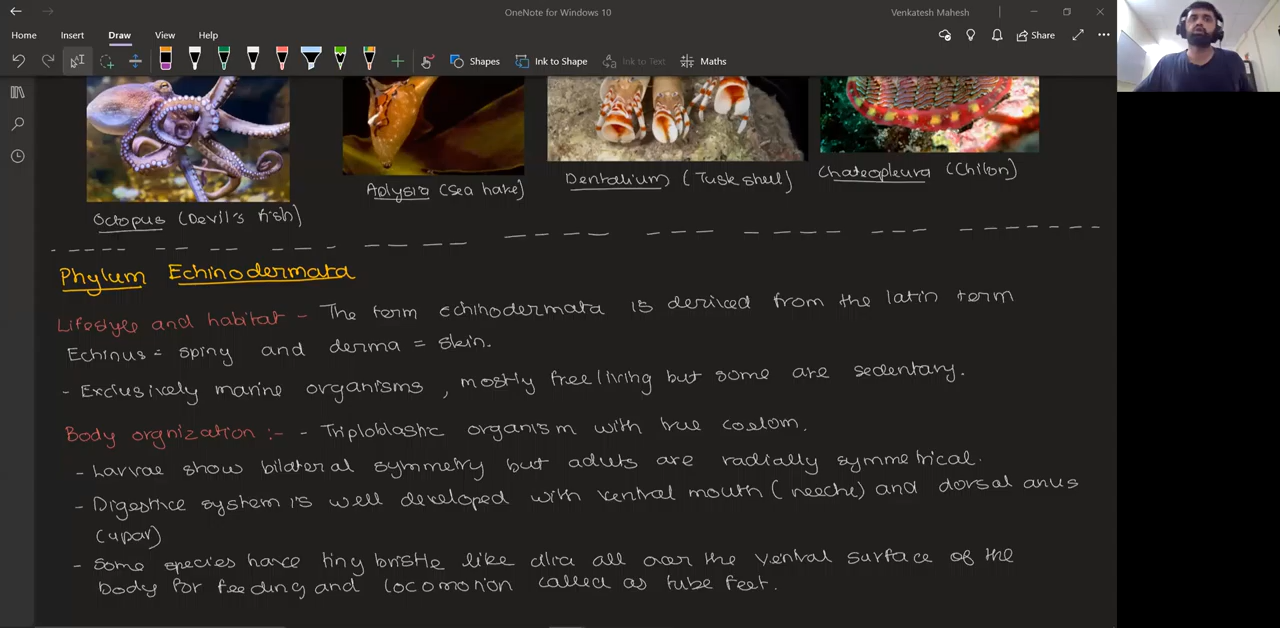 OneNote for Windows 10
Venkatesh Mahesh
Home Insert Draw View Help
Share
Shapes Ink to Shape Ink to Text Maths
Octopus (Devil's fish)
Aplysia (Sea hake)
Dentalium (Tusk shell)
Chateopleura (Chilon)
Phylum Echinodermata
Lifestyle and habitat - The term echinodermata is derived from the latin term
Echinus = spiny and derma = skin.
- Exclusively marine organisms, mostly free living but some are sedentary.
Body orgnization :- - Triploblastic organism with true coelom.
- Larvae show bilateral symmetry but adults are radially symmetrical.
- Digestice system is well developed with ventral mouth (neeche) and dorsal anus
(upar)
- Some species have tiny bristle like cilia all over the ventral surface of the
body for feeding and locomotion called as tube feet.